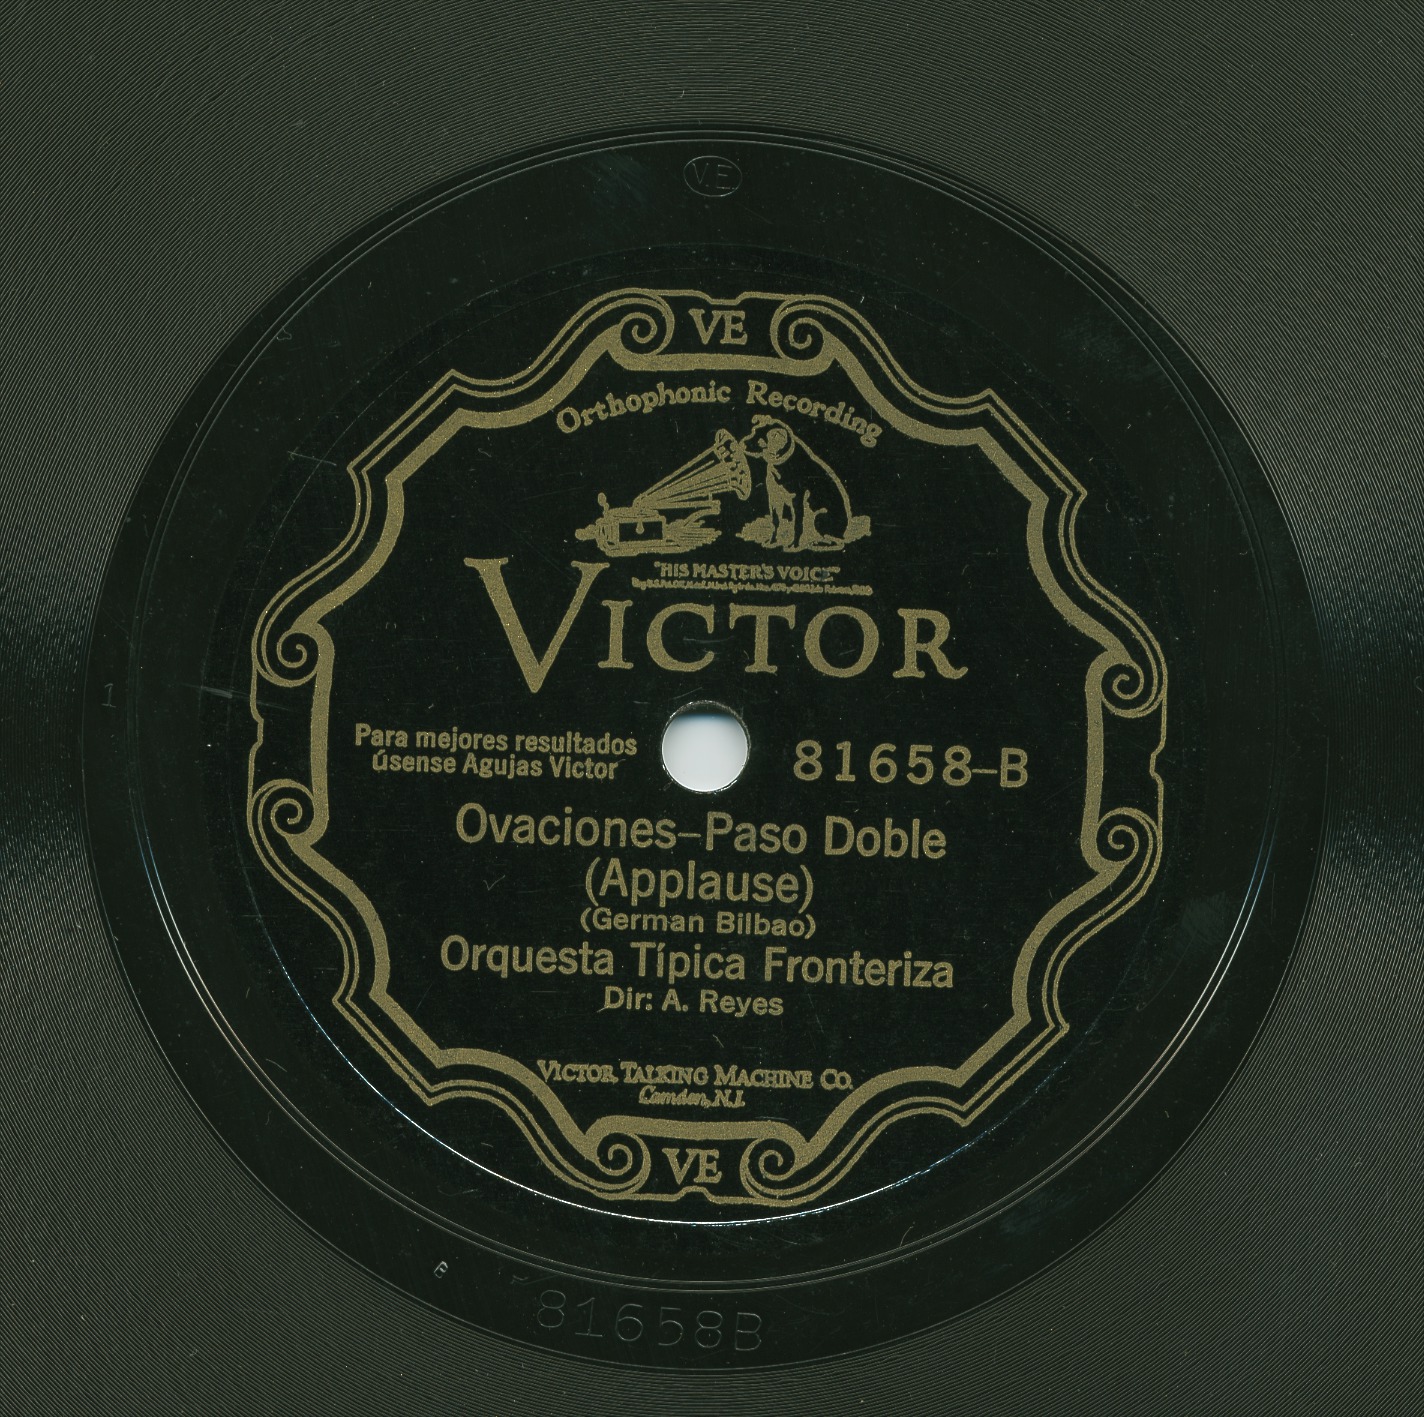 VE
VE
Orthophonic Recording
"HIS MASTER'S VOICE"
VICTOR
Para mejores resultados
úsense Agujas Victor
81658-B
Ovaciones-Paso Doble
(Applause)
(German Bilbao)
Orquesta Típica Fronteriza
Dir: A. Reyes
VICTOR TALKING MACHINE CO.
Camden, N.J.
VE
1
B
81658B